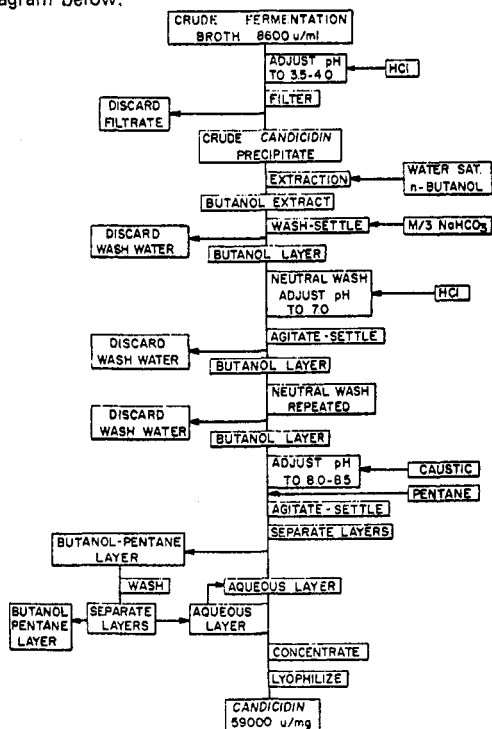 agram below.
CRUDE FERMENTATION
BROTH 8600 u/ml
ADJUST pH
TO 3.5-4.0
HCl
FILTER
DISCARD
FILTRATE
CRUDE CANDICIDIN
PRECIPITATE
EXTRACTION
WATER SAT.
n-BUTANOL
BUTANOL EXTRACT
WASH-SETTLE
M/3 NaHCO3
DISCARD
WASH WATER
BUTANOL LAYER
NEUTRAL WASH
ADJUST pH
TO 7.0
HCl
AGITATE-SETTLE
DISCARD
WASH WATER
BUTANOL LAYER
NEUTRAL WASH
REPEATED
DISCARD
WASH WATER
BUTANOL LAYER
ADJUST pH
TO 8.0-8.5
CAUSTIC
PENTANE
AGITATE-SETTLE
SEPARATE LAYERS
BUTANOL-PENTANE
LAYER
WASH
AQUEOUS LAYER
BUTANOL
PENTANE
LAYER
SEPARATE
LAYERS
AQUEOUS
LAYER
CONCENTRATE
LYOPHILIZE
CANDICIDIN
59000 u/mg